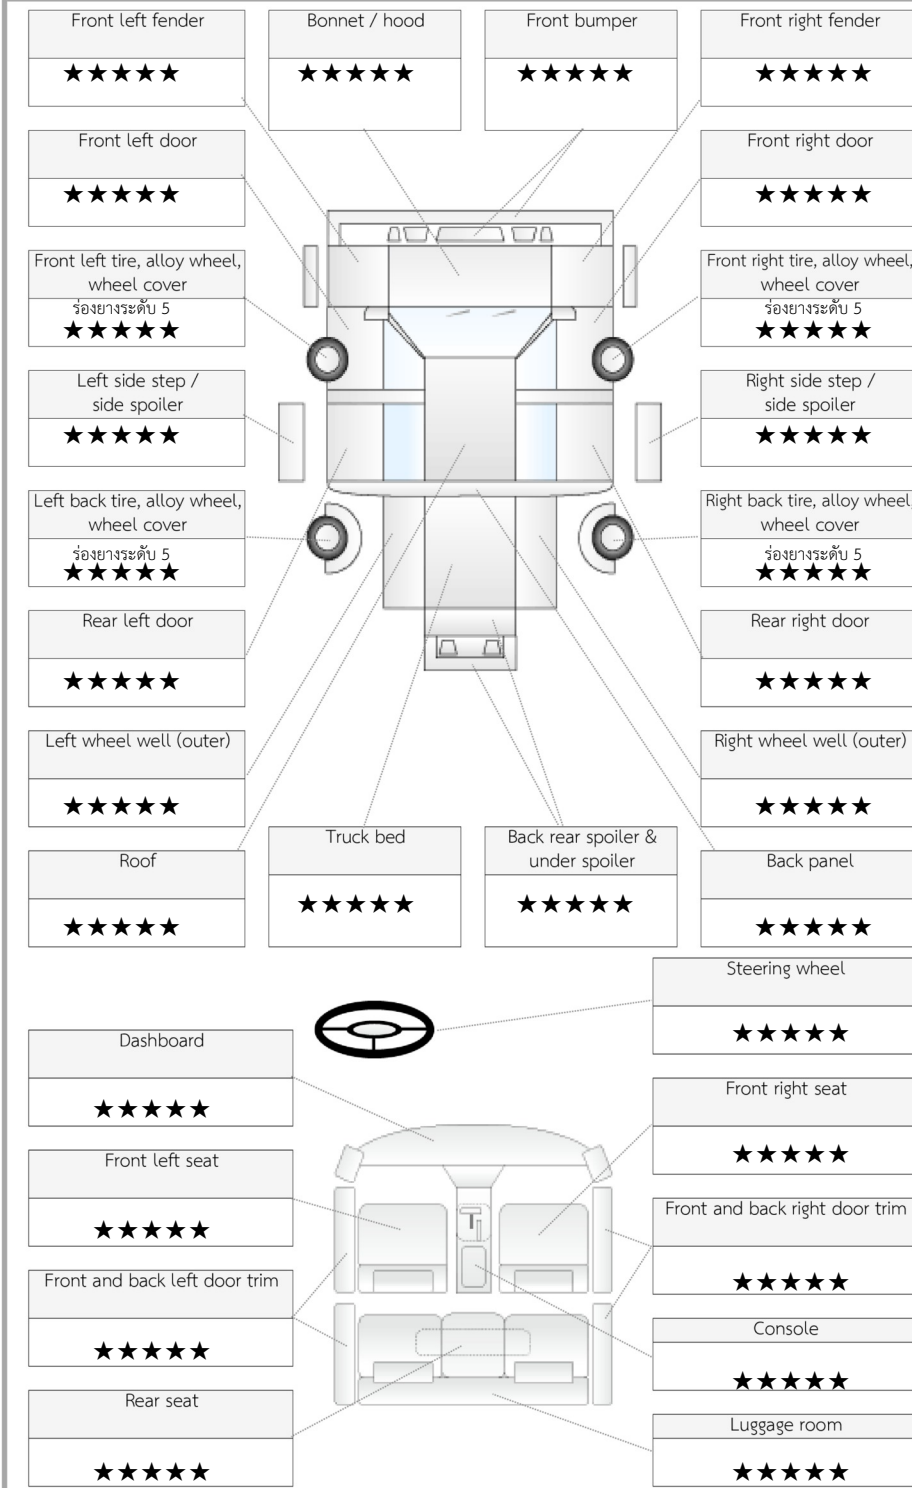 Front left fender
★★★★★
Bonnet / hood
★★★★★
Front bumper
★★★★★
Front right fender
★★★★★
Front left door
★★★★★
Front right door
★★★★★
Front left tire, alloy wheel,
wheel cover
ร่องยางระดับ 5
★★★★★
Front right tire, alloy wheel,
wheel cover
ร่องยางระดับ 5
★★★★★
Left side step /
side spoiler
★★★★★
Right side step /
side spoiler
★★★★★
Left back tire, alloy wheel,
wheel cover
ร่องยางระดับ 5
★★★★★
Right back tire, alloy wheel,
wheel cover
ร่องยางระดับ 5
★★★★★
Rear left door
★★★★★
Rear right door
★★★★★
Left wheel well (outer)
★★★★★
Right wheel well (outer)
★★★★★
Roof
★★★★★
Truck bed
★★★★★
Back rear spoiler &
under spoiler
★★★★★
Back panel
★★★★★
Steering wheel
★★★★★
Dashboard
★★★★★
Front right seat
★★★★★
Front left seat
★★★★★
Front and back right door trim
★★★★★
Front and back left door trim
★★★★★
Console
★★★★★
Rear seat
★★★★★
Luggage room
★★★★★